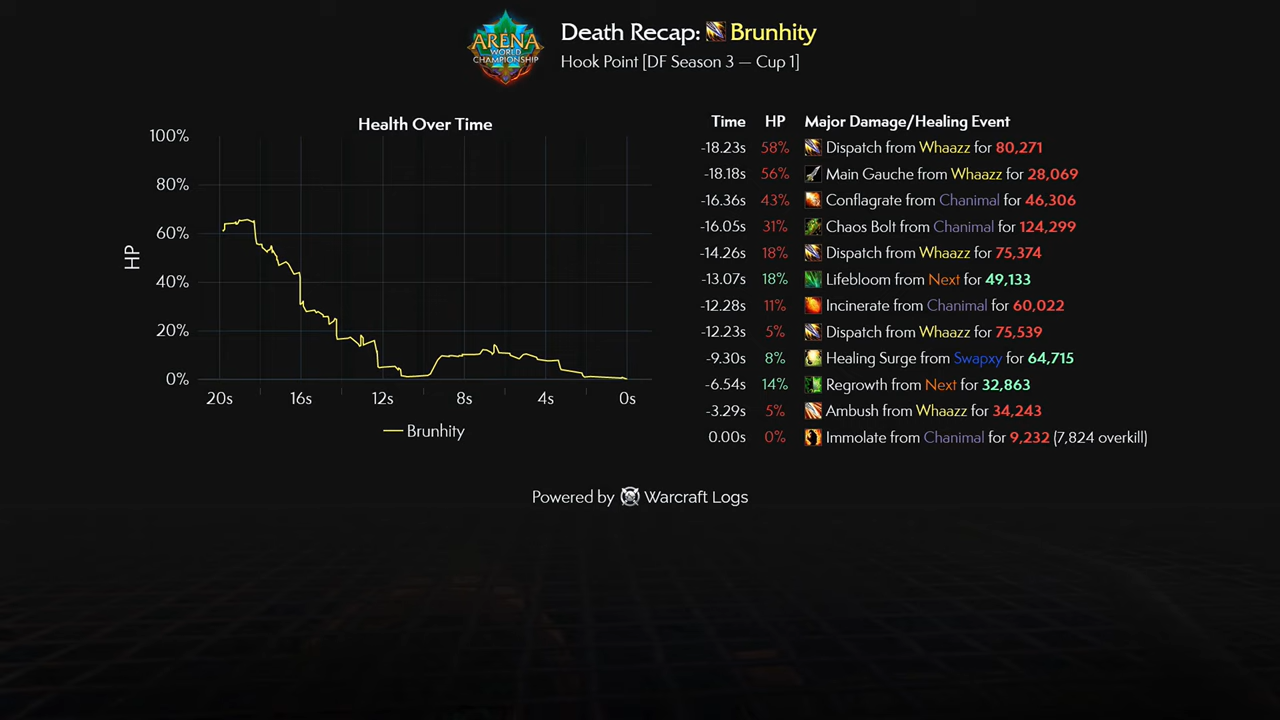 ARENA
WORLD
CHAMPIONSHIP
Death Recap: Brunhity
Hook Point [DF Season 3 — Cup 1]
Health Over Time
100%
80%
60%
40%
20%
0%
HP
20s 16s 12s 8s 4s 0s
Brunhity
Time HP Major Damage/Healing Event
-18.23s 58% Dispatch from Whaazz for 80,271
-18.18s 56% Main Gauche from Whaazz for 28,069
-16.36s 43% Conflagrate from Chanimal for 46,306
-16.05s 31% Chaos Bolt from Chanimal for 124,299
-14.26s 18% Dispatch from Whaazz for 75,374
-13.07s 18% Lifebloom from Next for 49,133
-12.28s 11% Incinerate from Chanimal for 60,022
-12.23s 5% Dispatch from Whaazz for 75,539
-9.30s 8% Healing Surge from Swapxy for 64,715
-6.54s 14% Regrowth from Next for 32,863
-3.29s 5% Ambush from Whaazz for 34,243
0.00s 0% Immolate from Chanimal for 9,232 (7,824 overkill)
Powered by Warcraft Logs